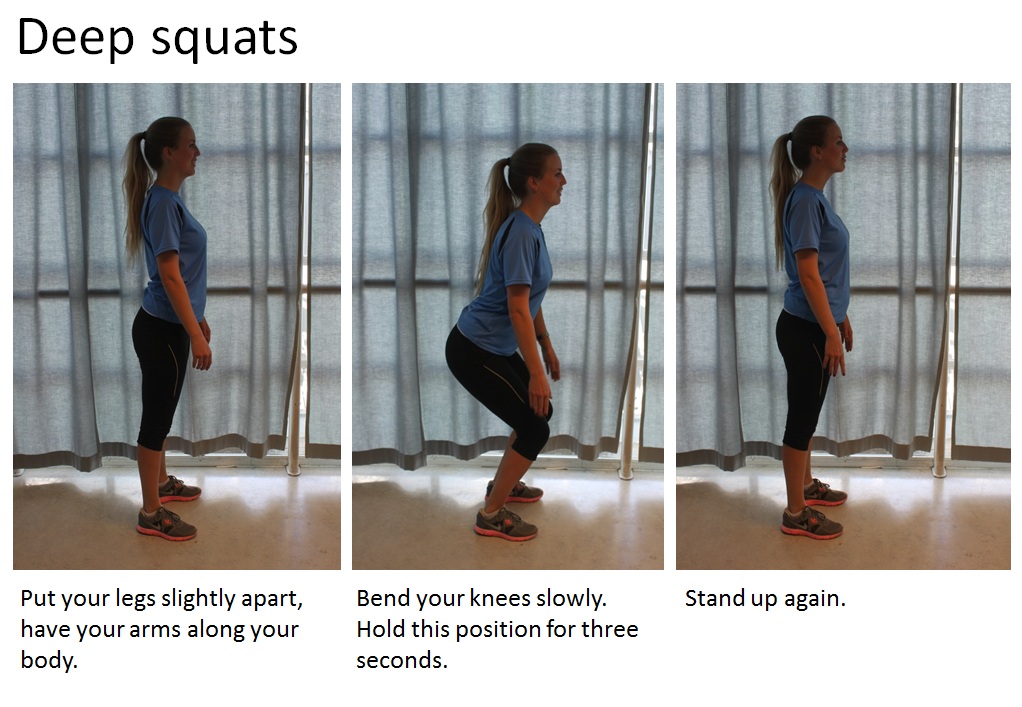 Deep squats
Put your legs slightly apart,
have your arms along your
body.
Bend your knees slowly.
Hold this position for three
seconds.
Stand up again.